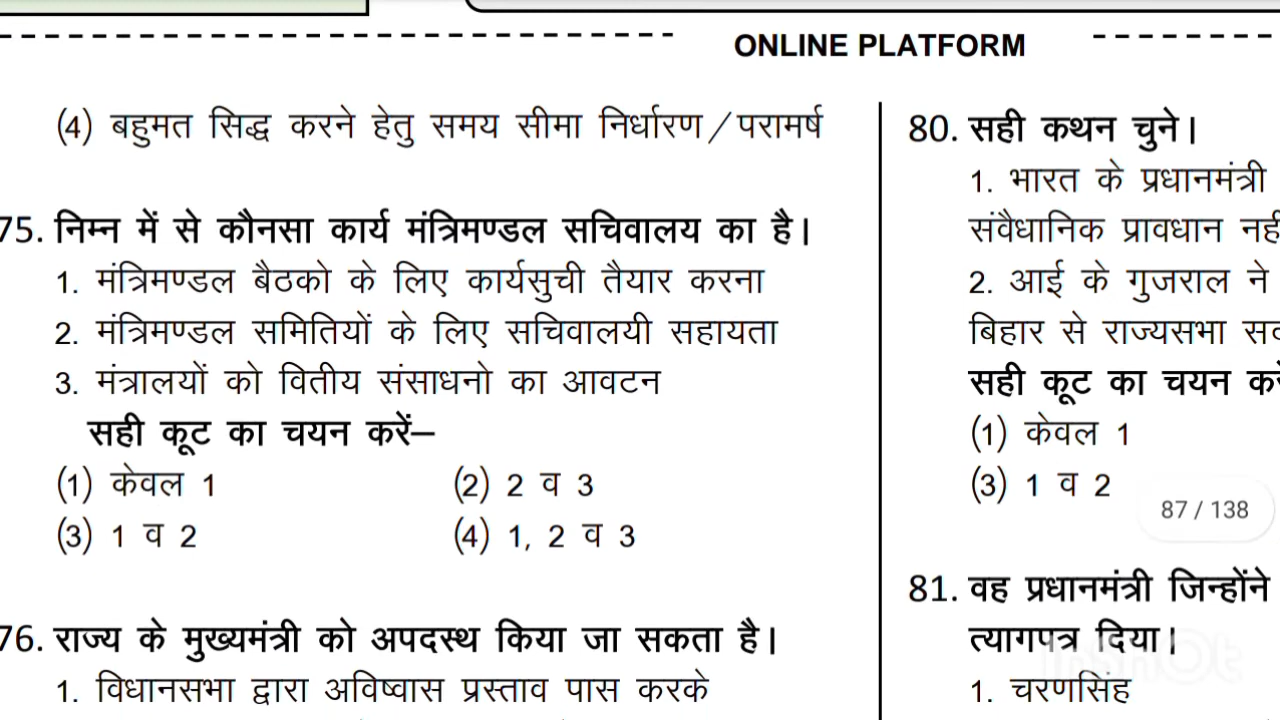 ONLINE PLATFORM
(4) बहुमत सिद्ध करने हेतु समय सीमा निर्धारण/परामर्ष
75. निम्न में से कौनसा कार्य मंत्रिमण्डल सचिवालय का है।
1. मंत्रिमण्डल बैठको के लिए कार्यसुची तैयार करना
2. मंत्रिमण्डल समितियों के लिए सचिवालयी सहायता
3. मंत्रालयों को वितीय संसाधनो का आवटन
सही कूट का चयन करें–
(1) केवल 1 (2) 2 व 3
(3) 1 व 2 (4) 1, 2 व 3
76. राज्य के मुख्यमंत्री को अपदस्थ किया जा सकता है।
1. विधानसभा द्वारा अविष्वास प्रस्ताव पास करके
80. सही कथन चुने।
1. भारत के प्रधानमंत्री
संवैधानिक प्रावधान
2. आई के गुजराल ने
बिहार से राज्यसभा
सही कूट का चयन
(1) केवल 1
(3) 1 व 2
87 / 138
81. वह प्रधानमंत्री जिन्होंने
त्यागपत्र दिया।
1. चरणसिंह